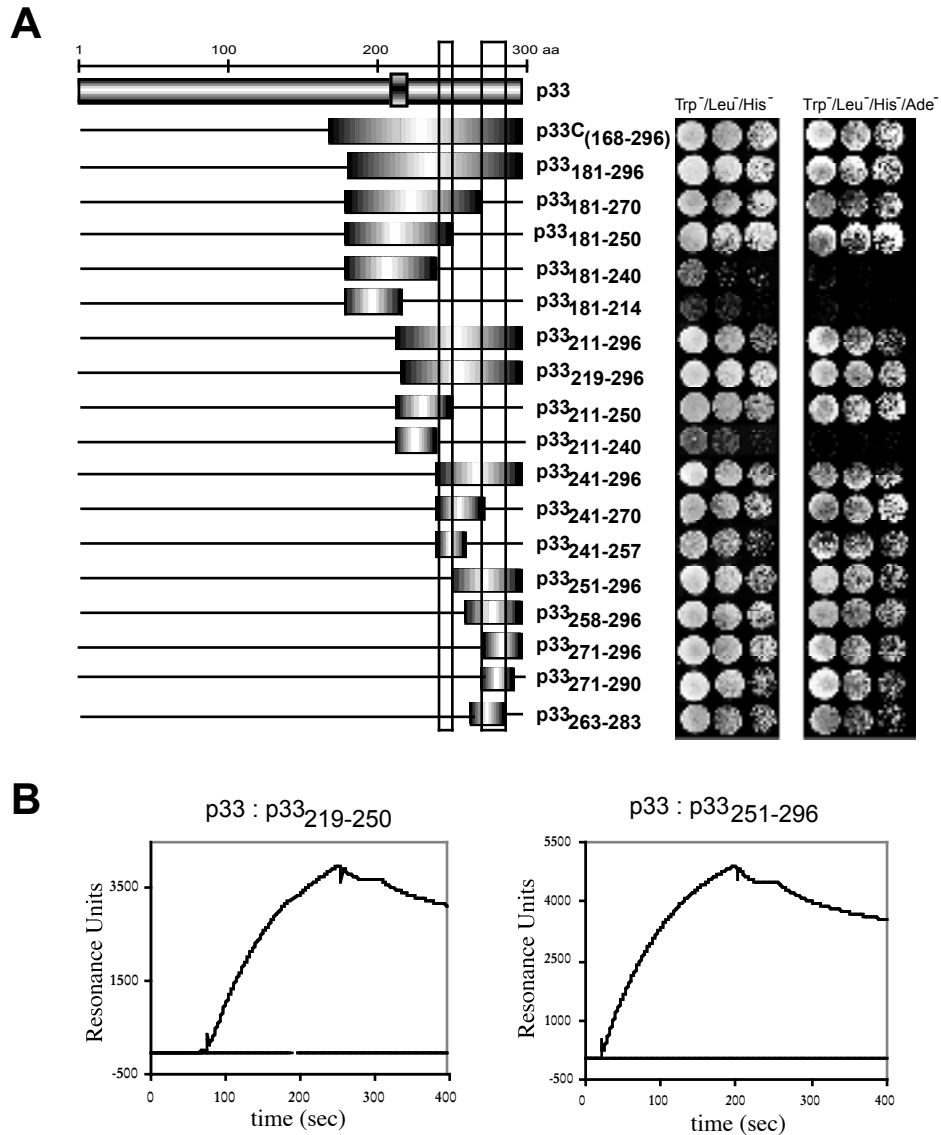 A
1 100 200 300 aa
p33
Trp-/Leu-/His- Trp-/Leu-/His-/Ade-
p33C(168-296)
p33181-296
p33181-270
p33181-250
p33181-240
p33181-214
p33211-296
p33219-296
p33211-250
p33211-240
p33241-296
p33241-270
p33241-257
p33251-296
p33258-296
p33271-296
p33271-290
p33263-283
B
p33 : p33219-250
Resonance Units
3500
1500
-500
0 100 200 300 400
time (sec)
p33 : p33251-296
Resonance Units
5500
4000
2500
1000
-500
0 100 200 300 400
time (sec)